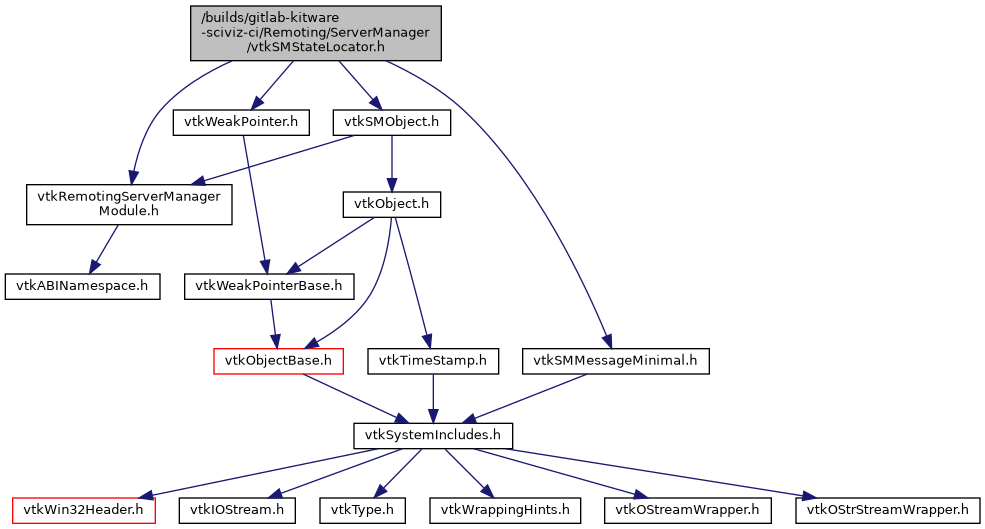 /builds/gitlab-kitware
-sciviz-ci/Remoting/ServerManager
/vtkSMStateLocator.h
vtkWeakPointer.h
vtkSMObject.h
vtkRemotingServerManager
Module.h
vtkObject.h
vtkABINamespace.h
vtkWeakPointerBase.h
vtkObjectBase.h
vtkTimeStamp.h
vtkSMMessageMinimal.h
vtkSystemIncludes.h
vtkWin32Header.h
vtkIOStream.h
vtkType.h
vtkWrappingHints.h
vtkOStreamWrapper.h
vtkOStrStreamWrapper.h